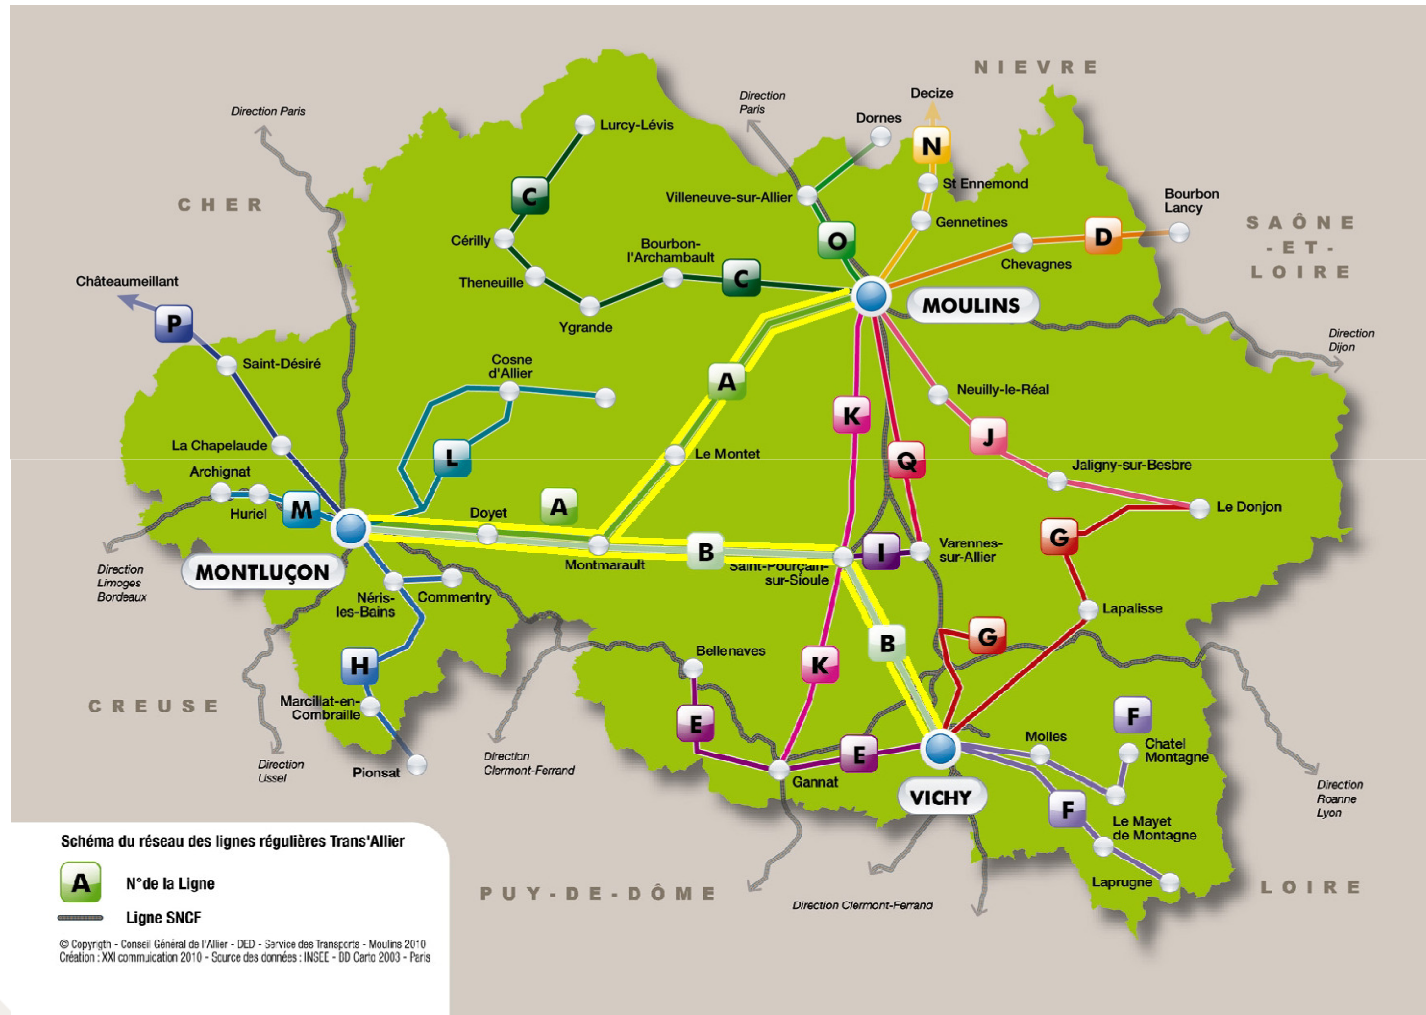 NIEVRE
Direction Paris
Direction
Paris
Decize
Dornes
N
Lurcy-Lévis
St Ennemond
C
CHER
Villeneuve-sur-Allier
Bourbon
Lancy
Gennetines
SAÔNE
-ET-
LOIRE
O
D
Cérilly
Bourbon-
l'Archambault
Chevagnes
C
Theneuille
Châteaumeillant
MOULINS
P
Ygrande
Direction
Dijon
Saint-Désiré
Cosne
d'Allier
A
Neuilly-le-Réal
K
J
La Chapelaude
L
Le Montet
Q
Archignat
Jaligny-sur-Besbre
Huriel
M
A
Doyet
Le Donjon
G
B
I
Varennes-
sur-Allier
Montmarault
Saint-Pourçain-
sur-Sioule
MONTLUÇON
Direction
Limoges
Bordeaux
Néris-
les-Bains
Commentry
Lapalisse
B
G
Bellenaves
H
K
CREUSE
Marcillat-en-
Combraille
E
F
E
Molles
Chatel
Montagne
Direction
Ussel
Pionsat
Direction
Clermont-Ferrand
Gannat
VICHY
F
Direction
Roanne
Lyon
Le Mayet
de Montagne
Laprugne
PUY-DE-DÔME
Direction Clermont-Ferrand
LOIRE
Schéma du réseau des lignes régulières Trans'Allier
A
N°de la Ligne
Ligne SNCF
© Copyrigth - Conseil Général de l'Allier - DED - Service des Transports - Moulins 2010
Création : XXI commuication 2010 - Source des données : INSEE - BD Carto 2003 - Paris